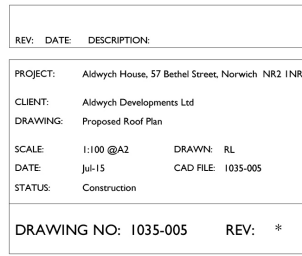 REV: DATE: DESCRIPTION:
PROJECT: Aldwych House, 57 Bethel Street, Norwich NR2 1NR
CLIENT: Aldwych Developments Ltd
DRAWING: Proposed Roof Plan
SCALE: 1:100 @A2 DRAWN: RL
DATE: Jul-15 CAD FILE: 1035-005
STATUS: Construction
DRAWING NO: 1035-005 REV: *